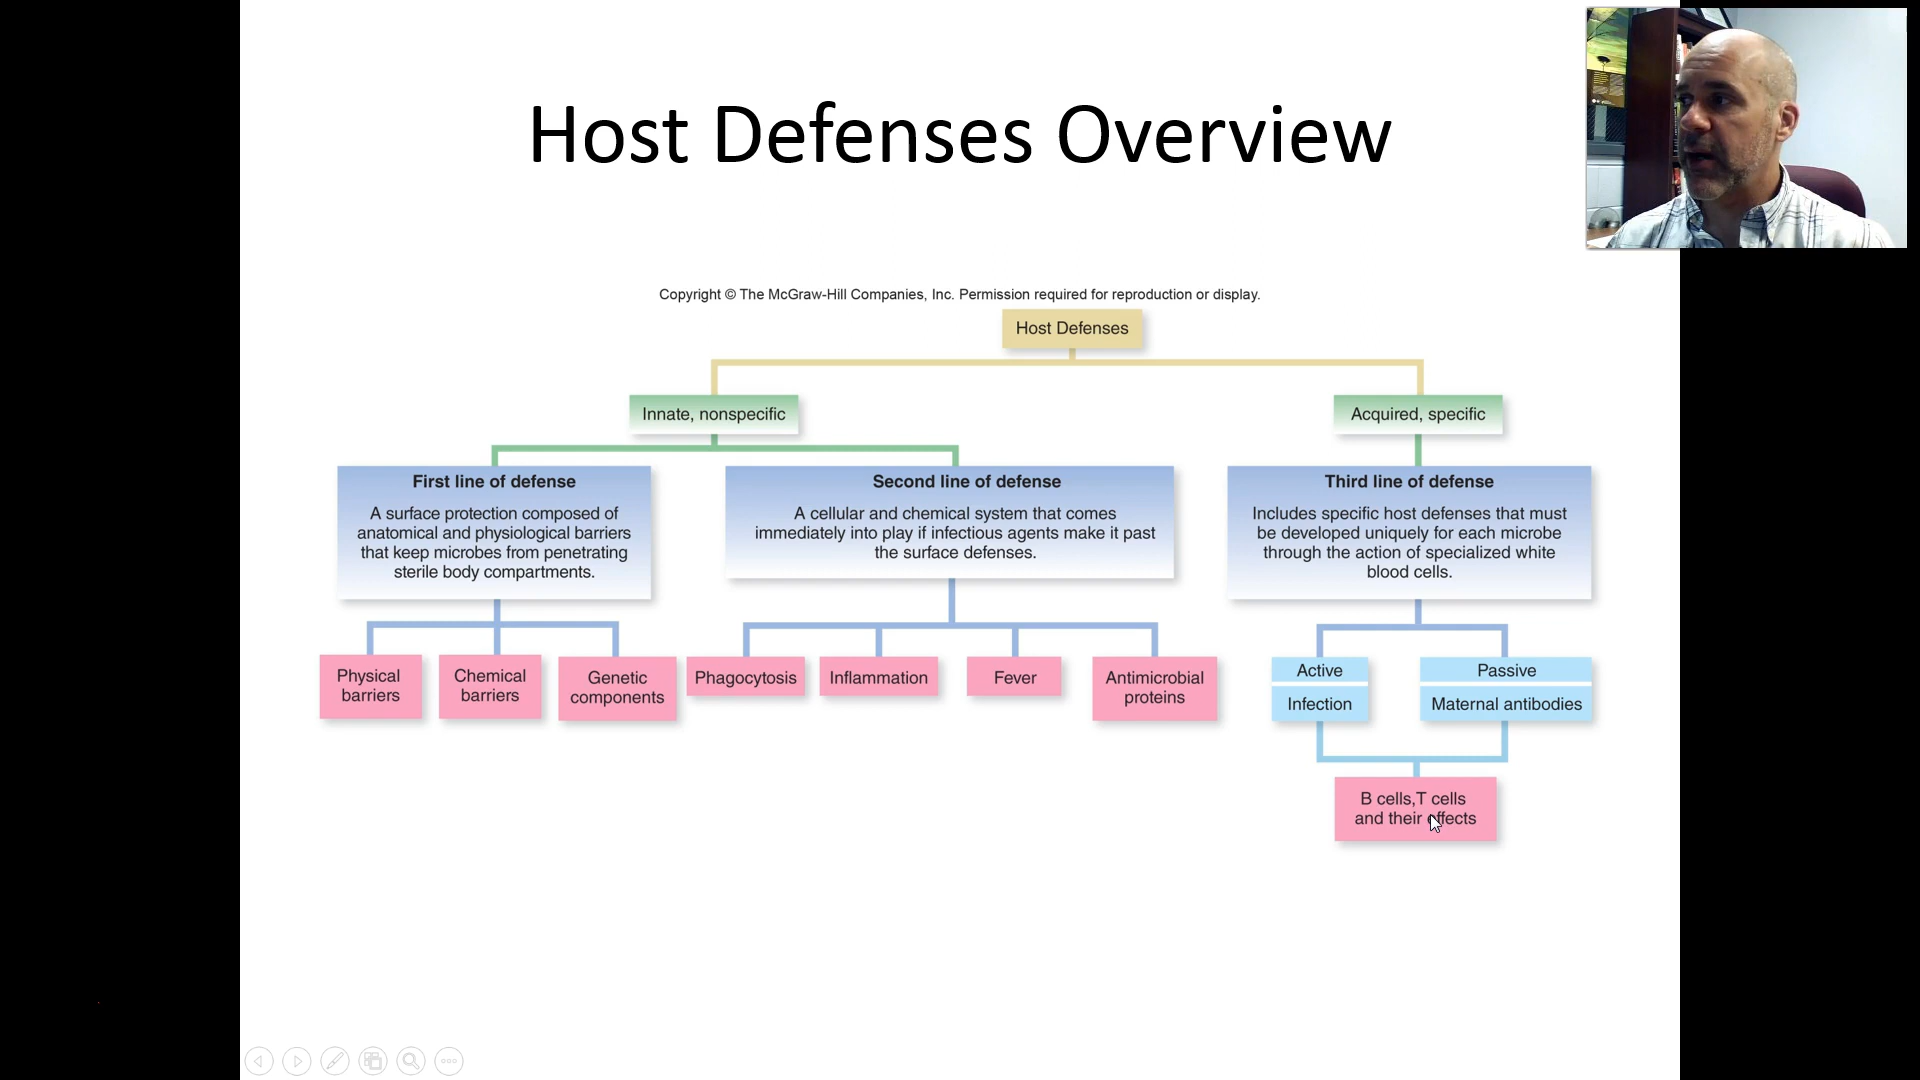 Host Defenses Overview
Copyright © The McGraw-Hill Companies, Inc. Permission required for reproduction or display.
Host Defenses
Innate, nonspecific
Acquired, specific
First line of defense
A surface protection composed of
anatomical and physiological barriers
that keep microbes from penetrating
sterile body compartments.
Second line of defense
A cellular and chemical system that comes
immediately into play if infectious agents make it past
the surface defenses.
Third line of defense
Includes specific host defenses that must
be developed uniquely for each microbe
through the action of specialized white
blood cells.
Physical
barriers
Chemical
barriers
Genetic
components
Phagocytosis
Inflammation
Fever
Antimicrobial
proteins
Active
Infection
Passive
Maternal antibodies
B cells,T cells
and their effects